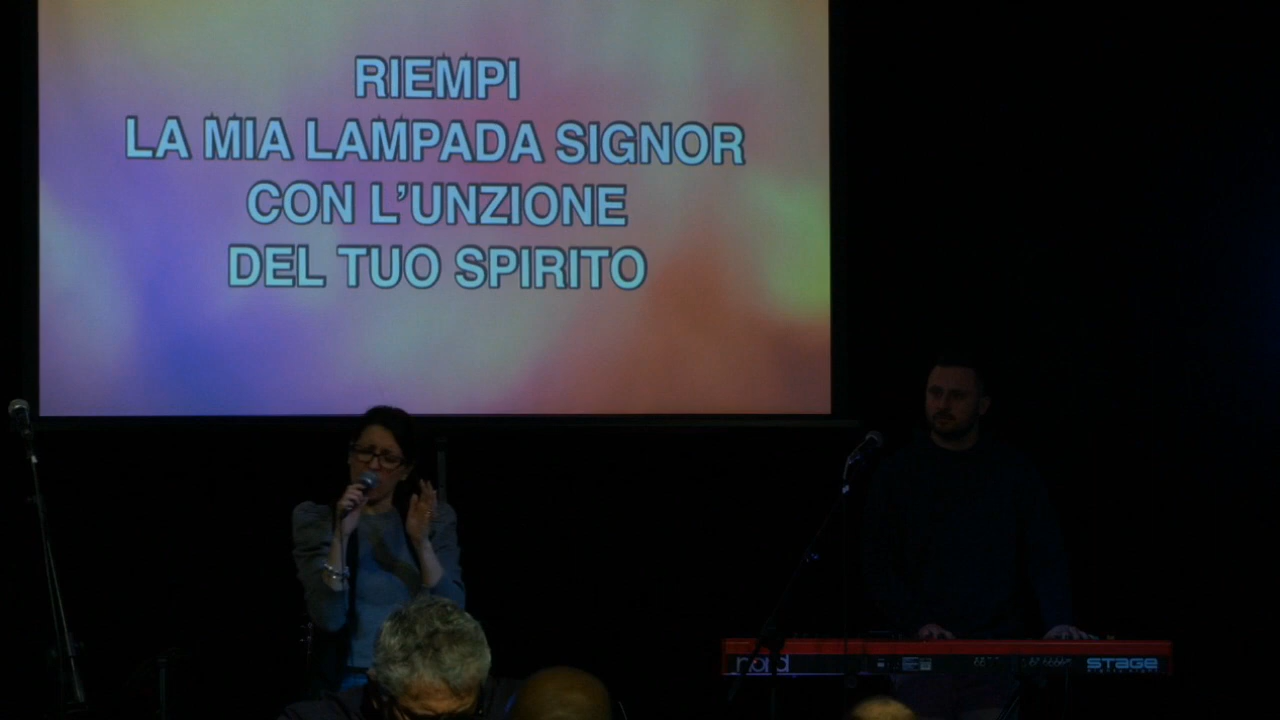 RIEMPI
LA MIA LAMPADA SIGNOR
CON L'UNZIONE
DEL TUO SPIRITO
nord
STAGE